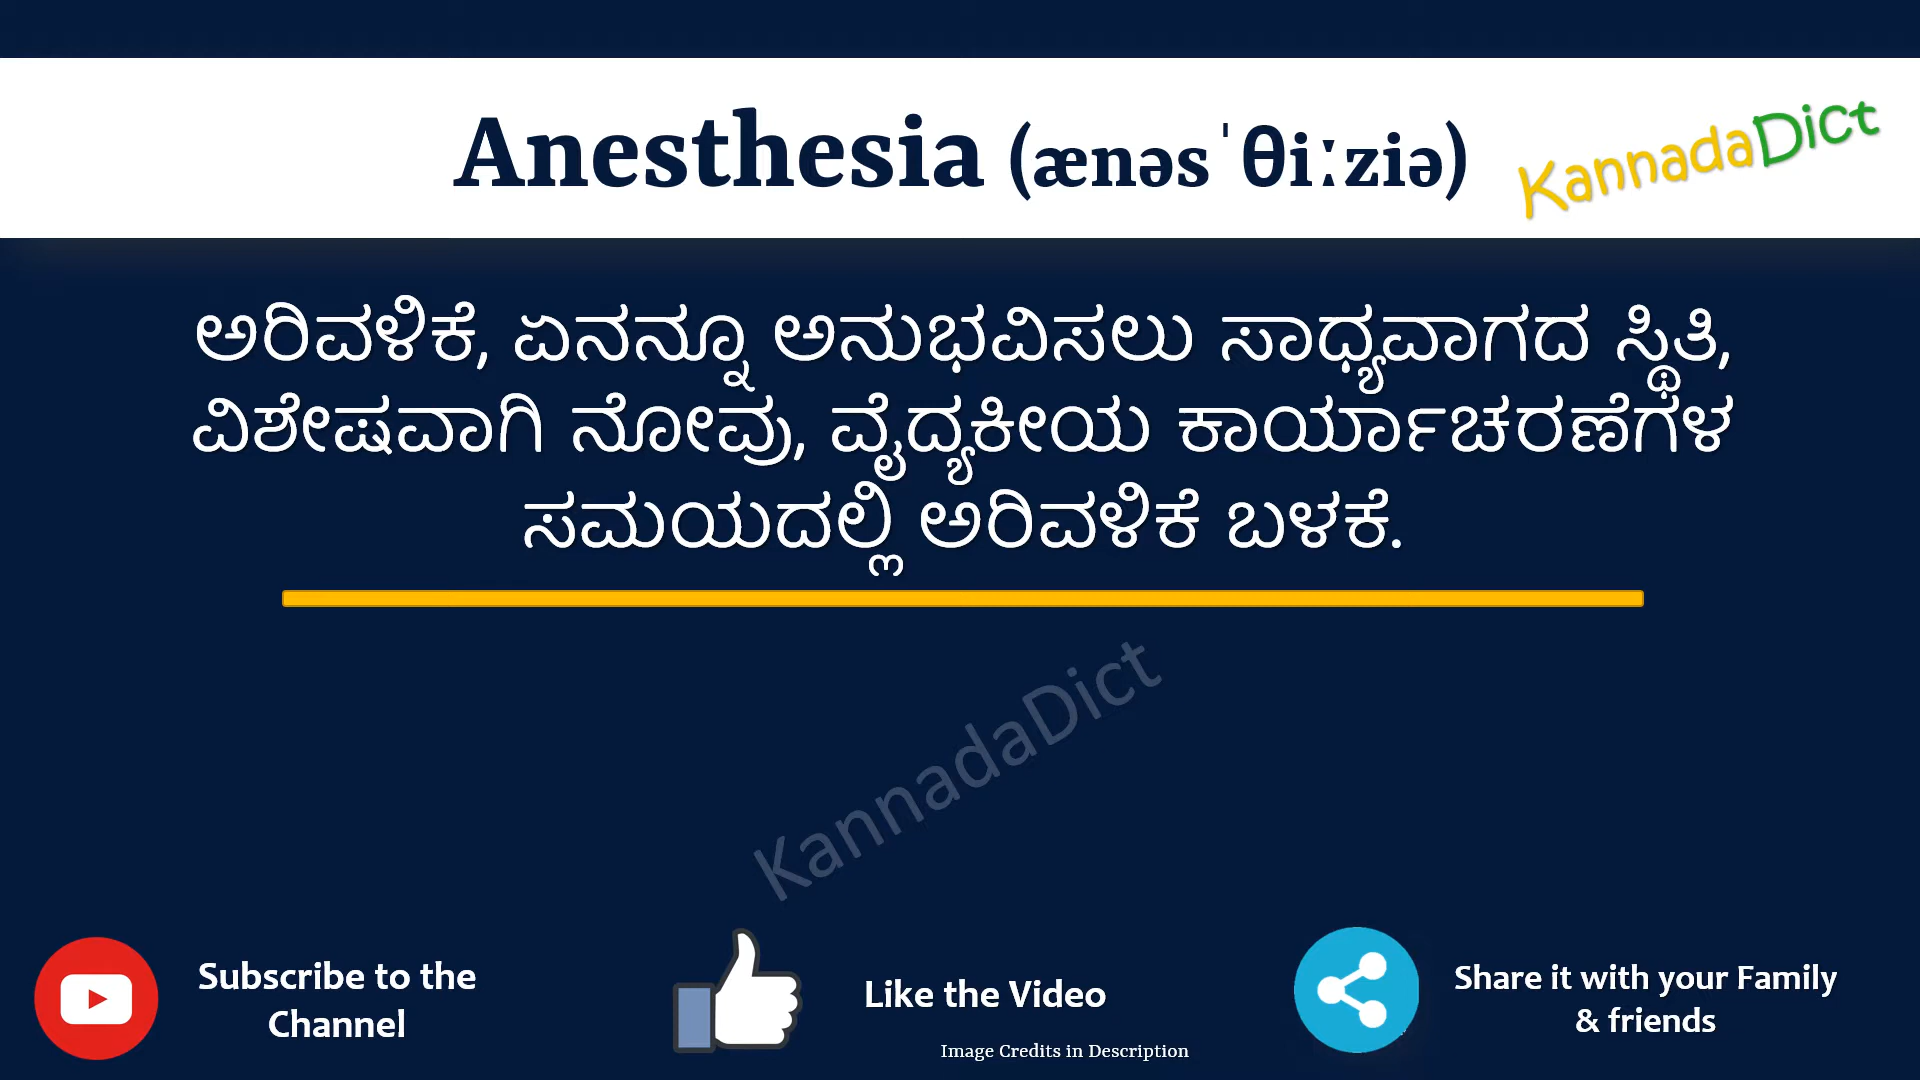 Anesthesia (ænəsˈθiːziə)
KannadaDict
ಅರಿವಳಿಕೆ, ಏನನ್ನೂ ಅನುಭವಿಸಲು ಸಾಧ್ಯವಾಗದ ಸ್ಥಿತಿ,
ವಿಶೇಷವಾಗಿ ನೋವು, ವೈದ್ಯಕೀಯ ಕಾರ್ಯಾಚರಣೆಗಳ
ಸಮಯದಲ್ಲಿ ಅರಿವಳಿಕೆ ಬಳಕೆ.
KannadaDict
Subscribe to the
Channel
Like the Video
Share it with your Family
& friends
Image Credits in Description